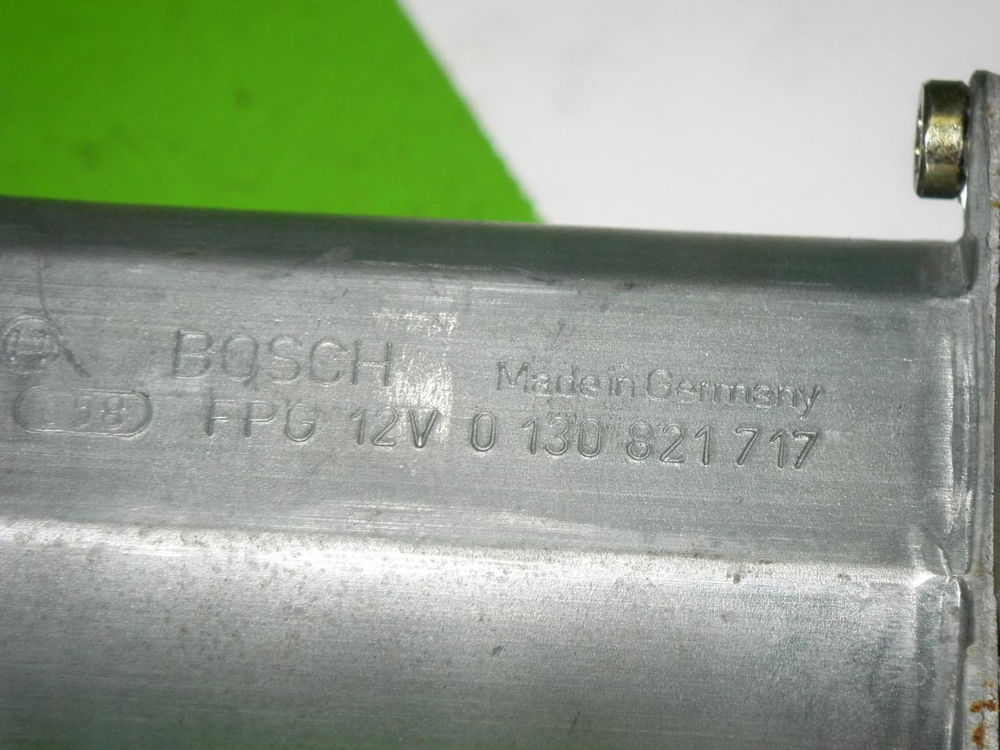 BOSCH Made in Germany
FPG 12V 0 130 821 717